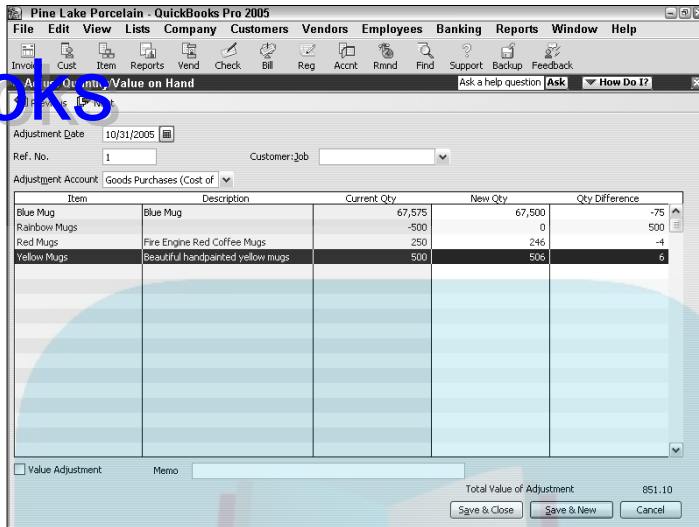 Pine Lake Porcelain - QuickBooks Pro 2005
File Edit View Lists Company Customers Vendors Employees Banking Reports Window Help
Invoice Cust Item Reports Vend Check Bill Reg Accnt Rmnd Find Support Backup Feedback
oks
Adjust Quantity/Value on Hand Ask a help question Ask How Do I?
Previous Next
Adjustment Date 10/31/2005
Ref. No. 1 Customer:Job
Adjustment Account Goods Purchases (Cost of
Item Description Current Qty New Qty Qty Difference
Blue Mug Blue Mug 67,575 67,500 -75
Rainbow Mugs -500 0 500
Red Mugs Fire Engine Red Coffee Mugs 250 246 -4
Yellow Mugs Beautiful handpainted yellow mugs 500 506 6
Value Adjustment Memo
Total Value of Adjustment 851.10
Save & Close Save & New Cancel